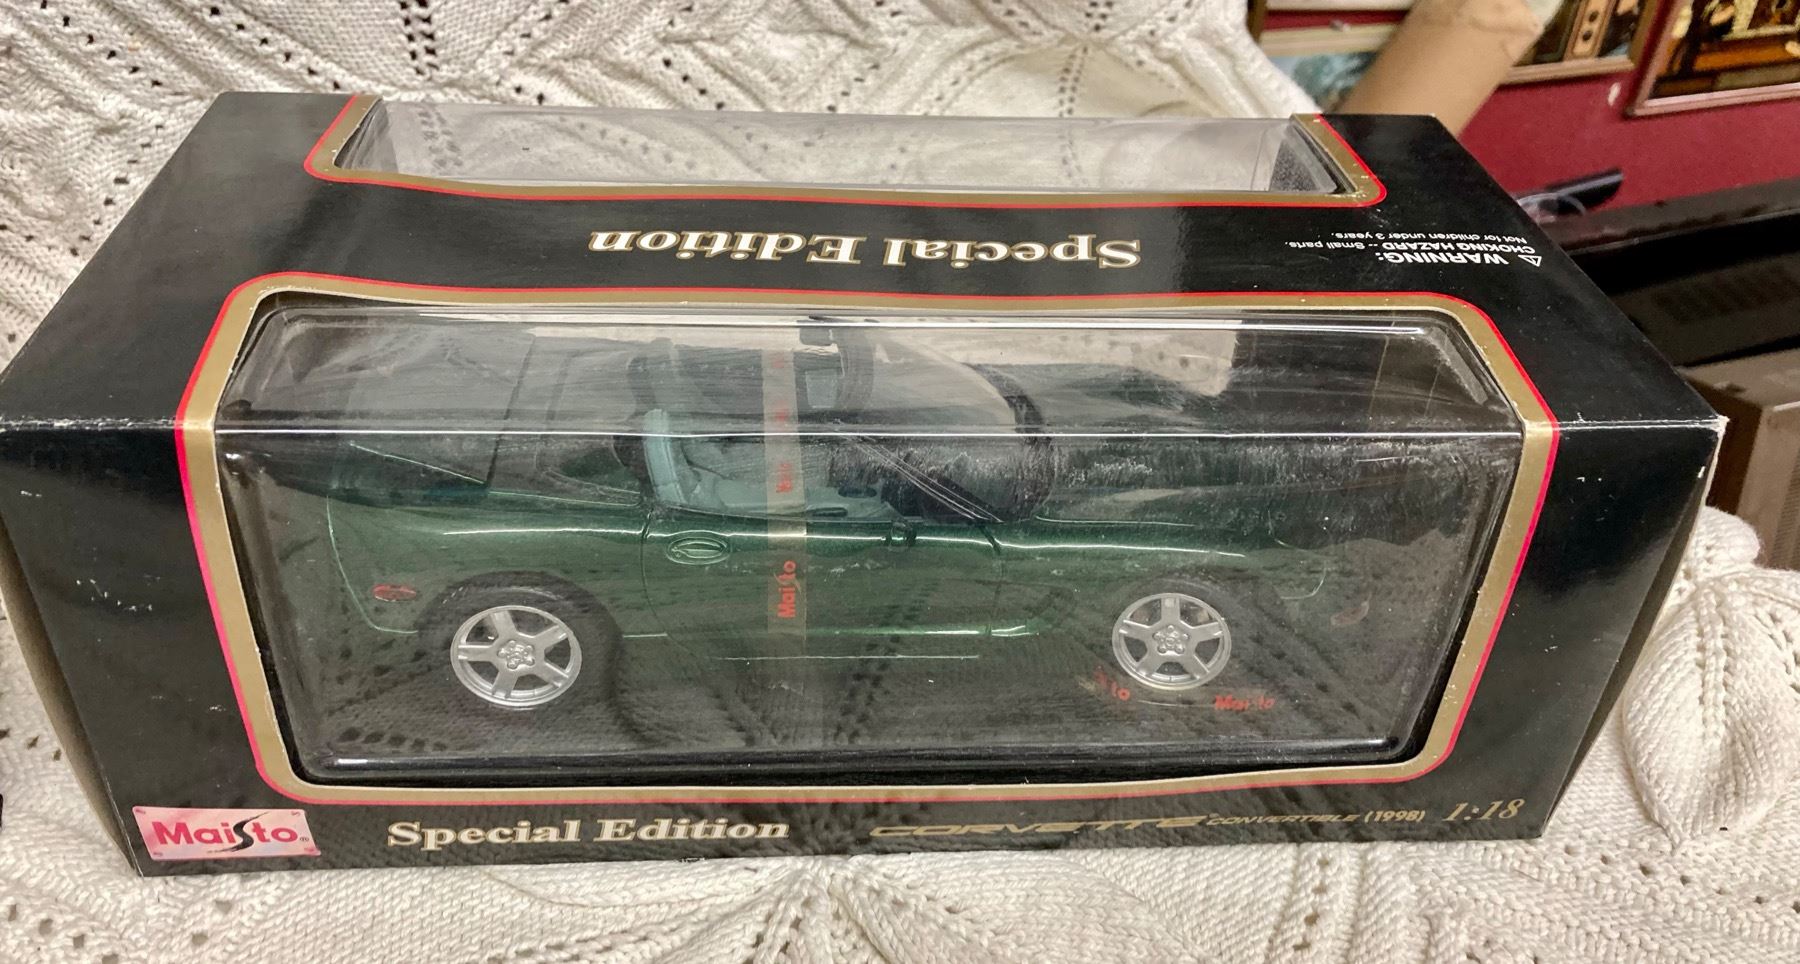 Special Edition
⚠ WARNING:
CHOKING HAZARD -- Small parts.
Not for children under 3 years.
Maisto
Maisto
Maisto
Maisto®
Special Edition
CORVETTE CONVERTIBLE (1998) 1:18